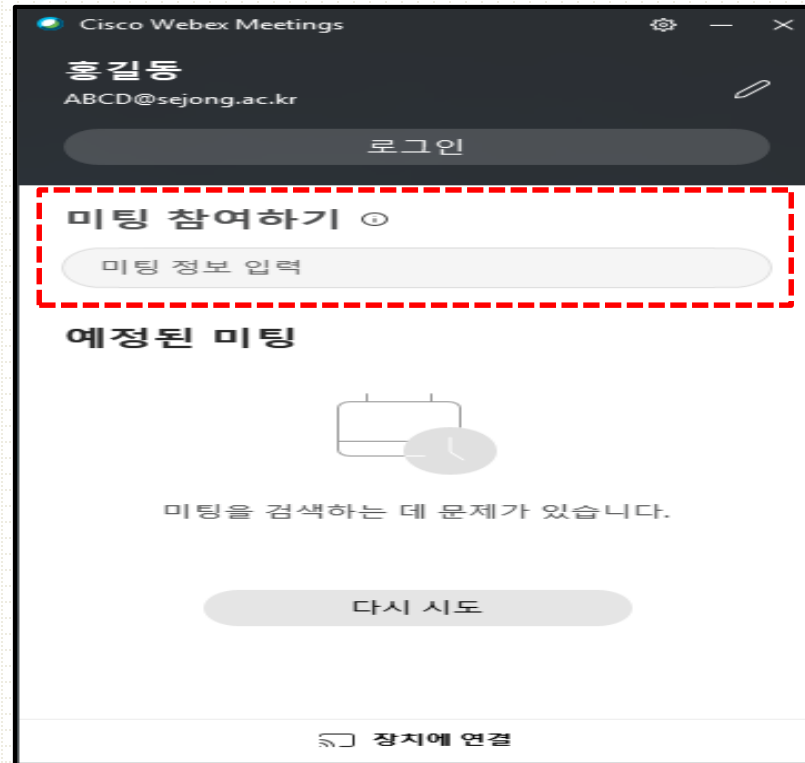 Cisco Webex Meetings
홍길동
ABCD@sejong.ac.kr
로그인
미팅 참여하기
미팅 정보 입력
예정된 미팅
미팅을 검색하는 데 문제가 있습니다.
다시 시도
장치에 연결